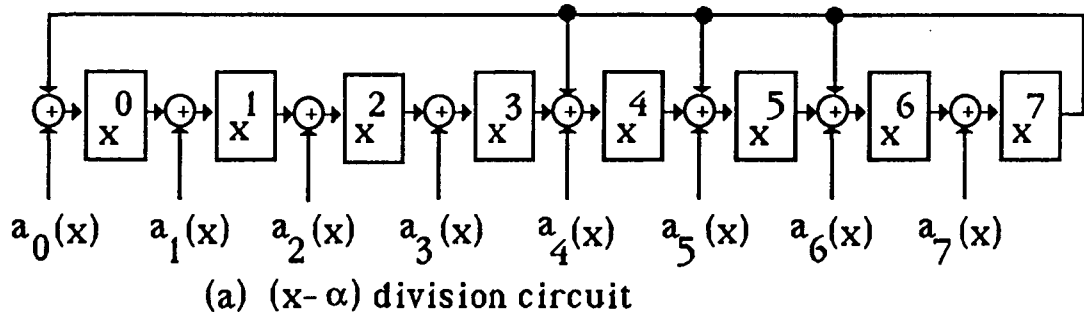 + x^0 + x^1 + x^2 + x^3 + x^4 + x^5 + x^6 + x^7
a_0(x) a_1(x) a_2(x) a_3(x) a_4(x) a_5(x) a_6(x) a_7(x)
(a) (x- α) division circuit